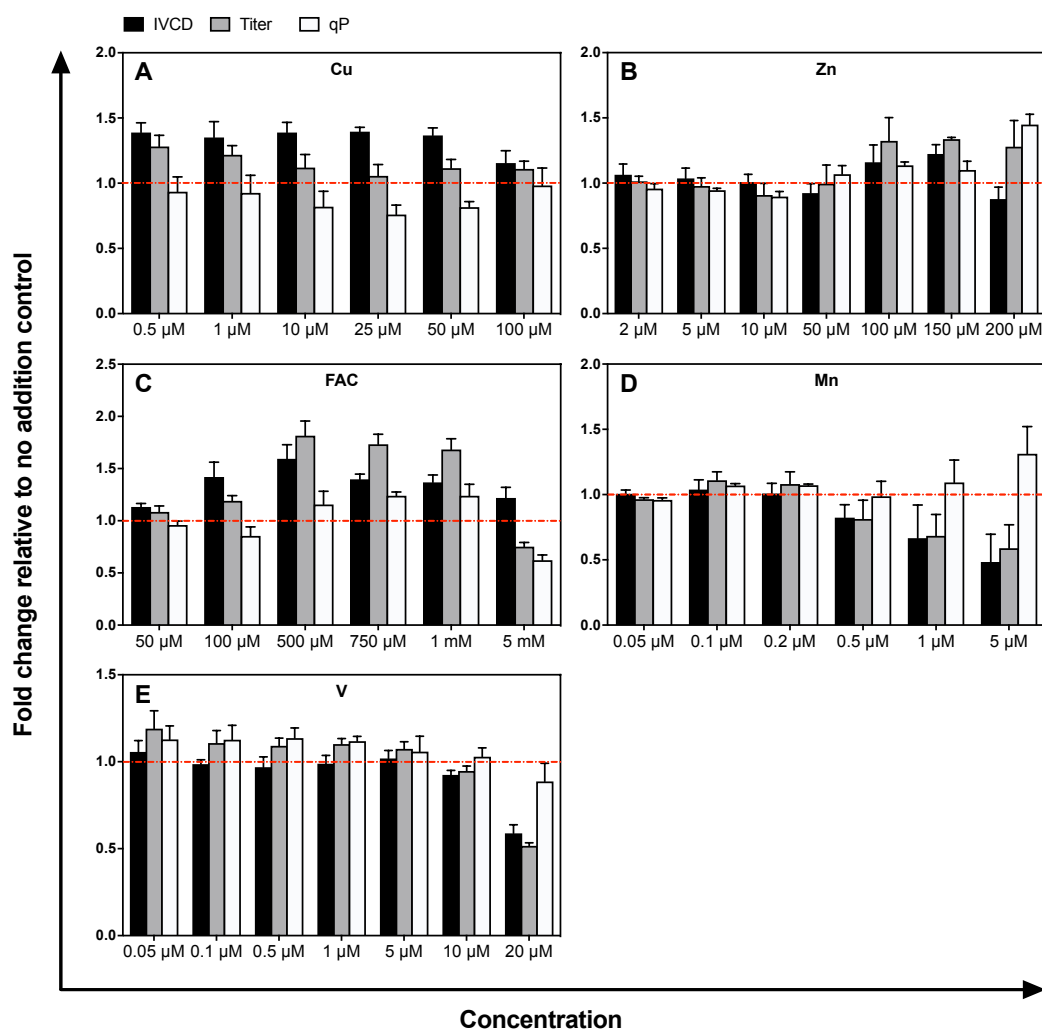 IVCD Titer qP
A Cu
2.0
1.5
1.0
0.5
0.0
0.5 µM 1 µM 10 µM 25 µM 50 µM 100 µM
B Zn
2.0
1.5
1.0
0.5
0.0
2 µM 5 µM 10 µM 50 µM 100 µM 150 µM 200 µM
C FAC
2.5
2.0
1.5
1.0
0.5
0.0
50 µM 100 µM 500 µM 750 µM 1 mM 5 mM
D Mn
2.0
1.5
1.0
0.5
0.0
0.05 µM 0.1 µM 0.2 µM 0.5 µM 1 µM 5 µM
E V
1.5
1.0
0.5
0.0
0.05 µM 0.1 µM 0.5 µM 1 µM 5 µM 10 µM 20 µM
Fold change relative to no addition control
Concentration